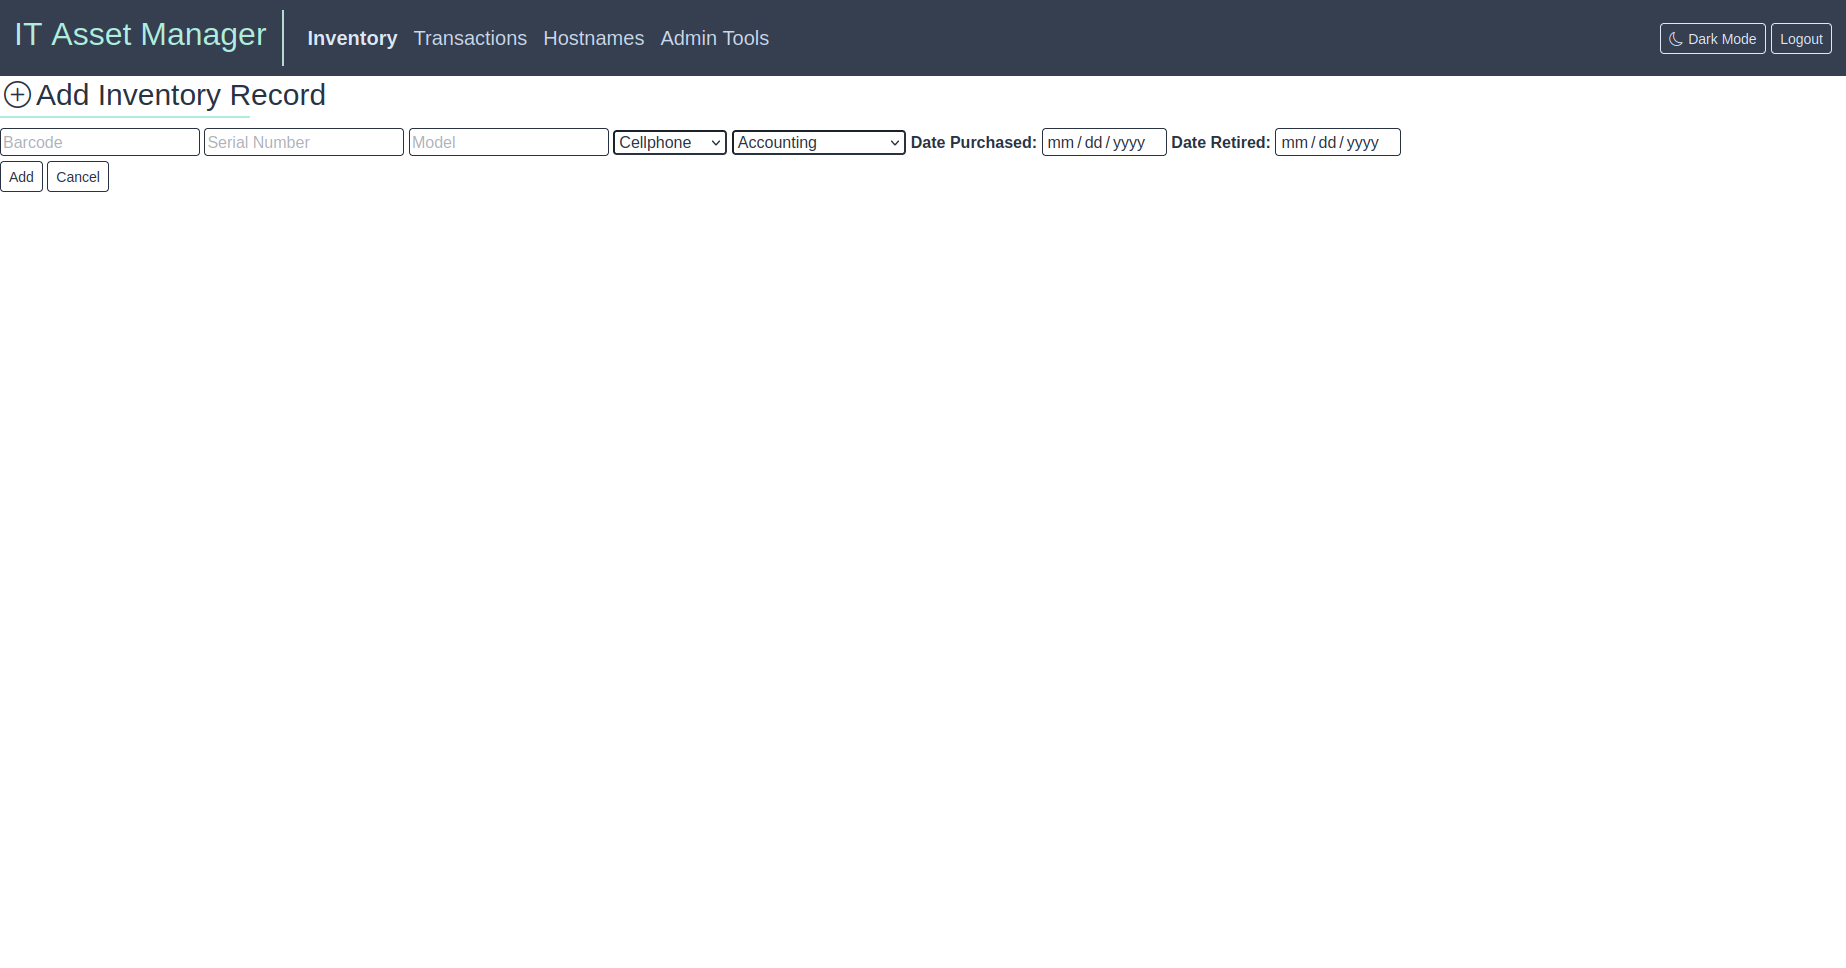 IT Asset Manager Inventory Transactions Hostnames Admin Tools Dark Mode Logout
Add Inventory Record
Barcode Serial Number Model Cellphone Accounting Date Purchased: mm/dd/yyyy Date Retired: mm/dd/yyyy
Add Cancel